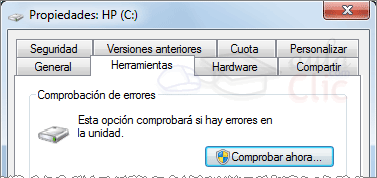 Propiedades: HP (C:)
Seguridad Versiones anteriores Cuota Personalizar
General Herramientas Hardware Compartir
Comprobación de errores
Esta opción comprobará si hay errores en
la unidad.
Comprobar ahora...
Clic